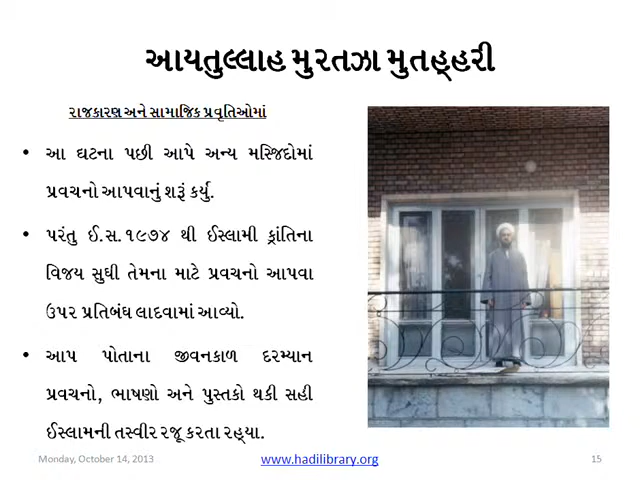 આયતુલ્લાહ મુરતઝા મુતહ્હરી
રાજકારણ અને સામાજિક પ્રવૃતિઓમાં
• આ ઘટના પછી આપે અન્ય મસ્જિદોમાં
પ્રવચનો આપવાનું શરૂં કર્યું.
• પરંતુ ઈ.સ.૧૯૭૪ થી ઈસ્લામી ક્રાંતિના
વિજય સુધી તેમના માટે પ્રવચનો આપવા
ઉપર પ્રતિબંધ લાદવામાં આવ્યો.
• આપ પોતાના જીવનકાળ દરમ્યાન
પ્રવચનો, ભાષણો અને પુસ્તકો થકી સહી
ઈસ્લામની તસ્વીર રજૂ કરતા રહ્યા.
Monday, October 14, 2013 www.hadilibrary.org 15